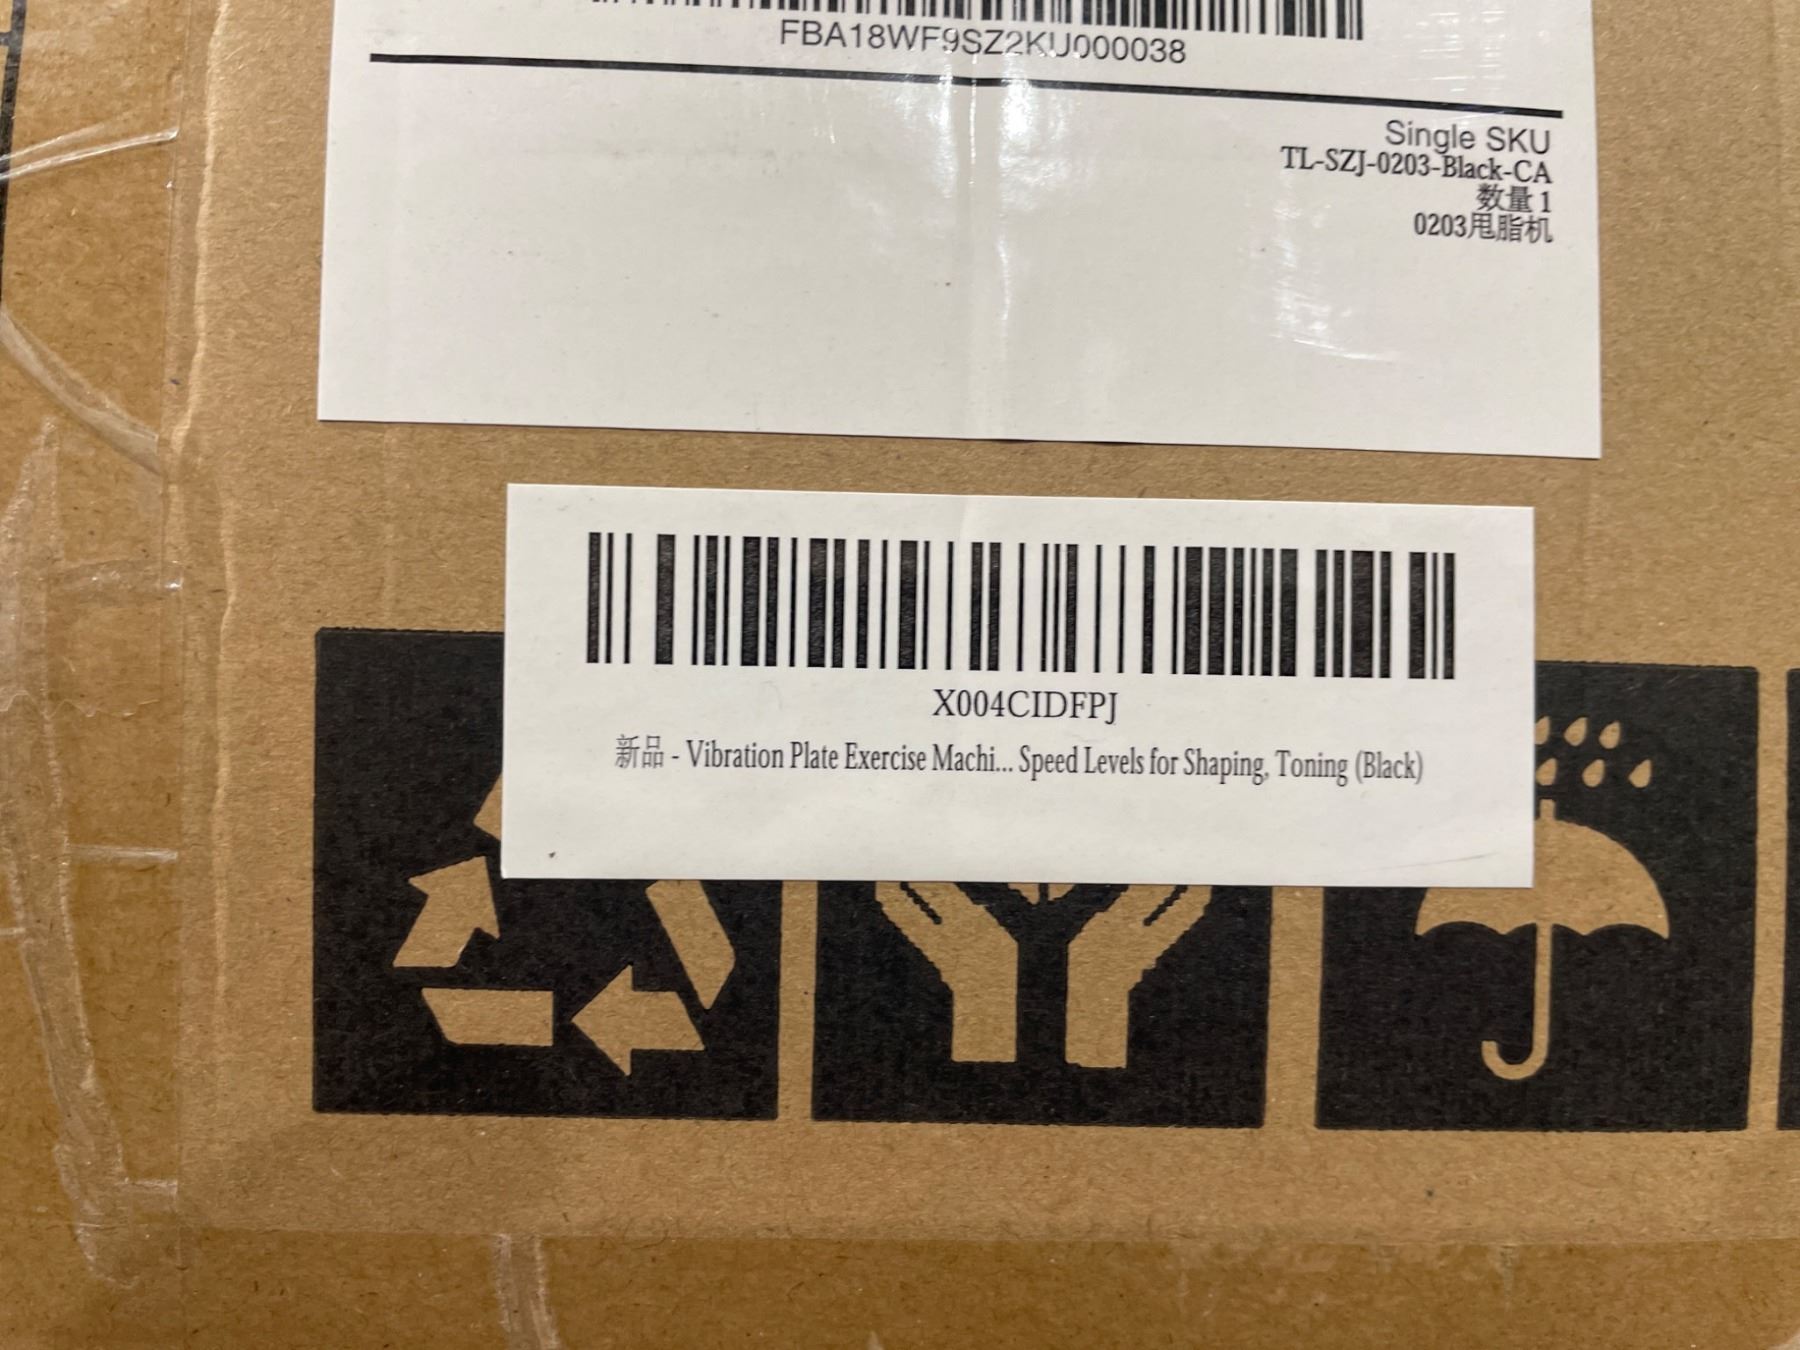 FBA18WF9SZ2KU000038
Single SKU
TL-SZJ-0203-Black-CA
数量 1
0203甩脂机
X004CIDFPJ
新品 - Vibration Plate Exercise Machi... Speed Levels for Shaping, Toning (Black)